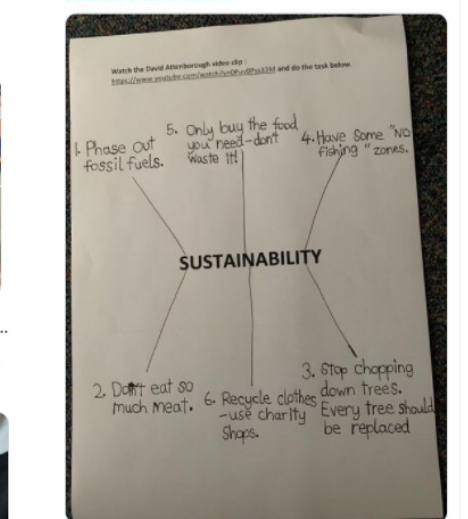 Watch the David Attenborough video clip :
and do the task below.
1. Phase out
fossil fuels.
5. Only buy the food
you need-don't
waste it!
4. Have some "NO
fishing" zones.
SUSTAINABILITY
2. Don't eat so
much meat.
6. Recycle clothes
-use charity
Shops.
3. Stop chopping
down trees.
Every tree should
be replaced